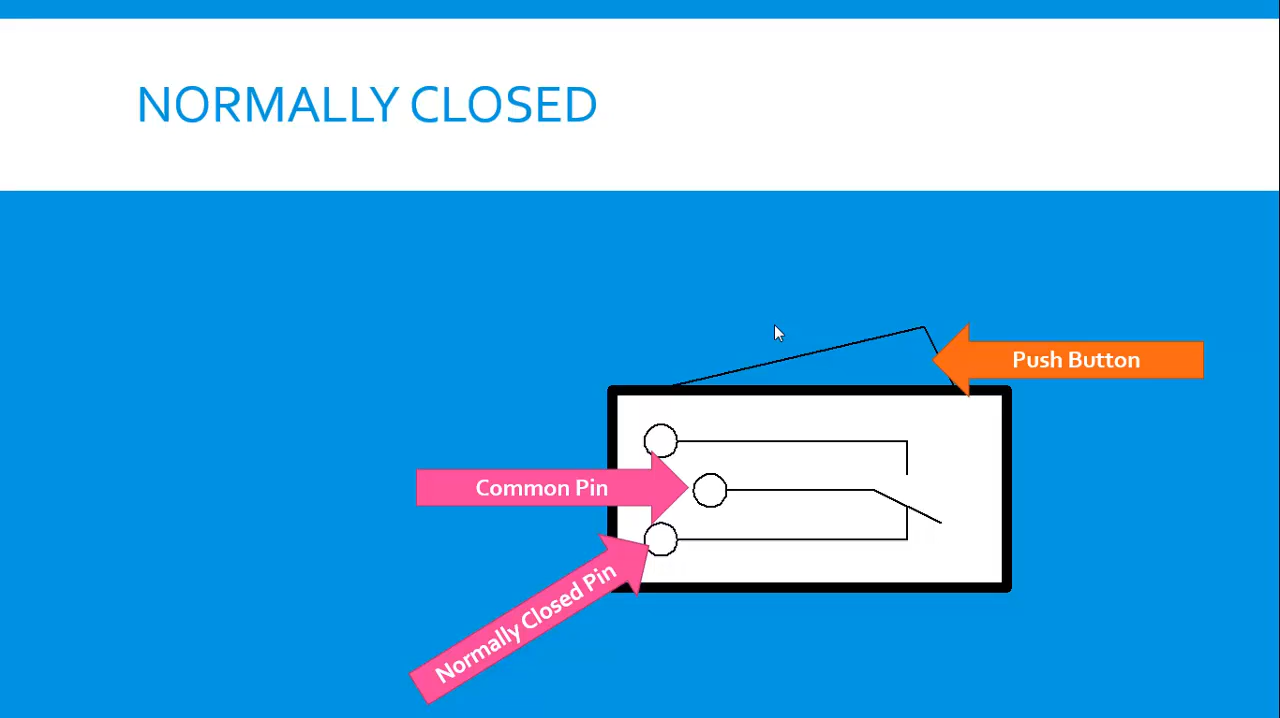 NORMALLY CLOSED
Push Button
Common Pin
Normally Closed Pin